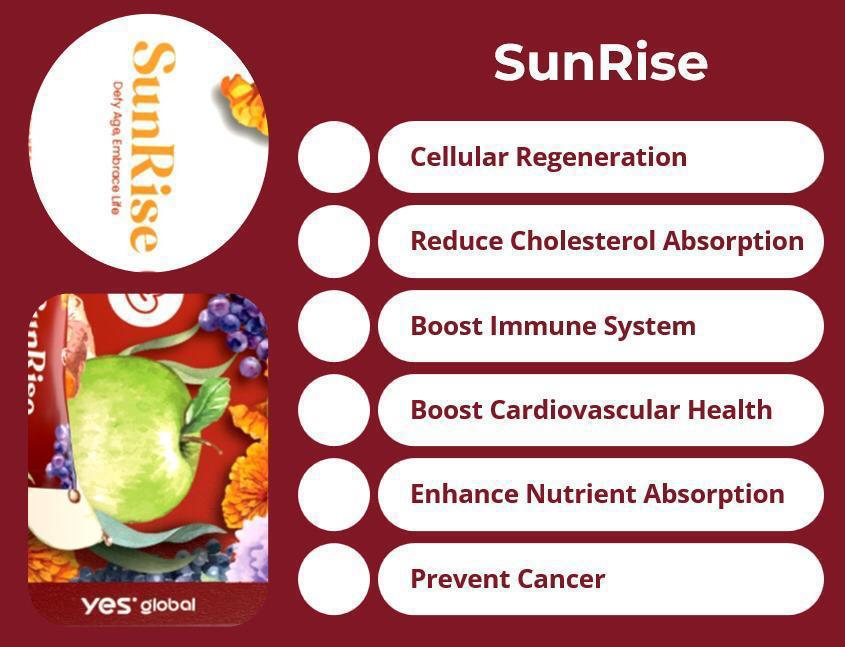 SunRise
Defy Age, Embrace Life
SunRise
Cellular Regeneration
Reduce Cholesterol Absorption
Boost Immune System
Boost Cardiovascular Health
Enhance Nutrient Absorption
Prevent Cancer
SunRise
yes global